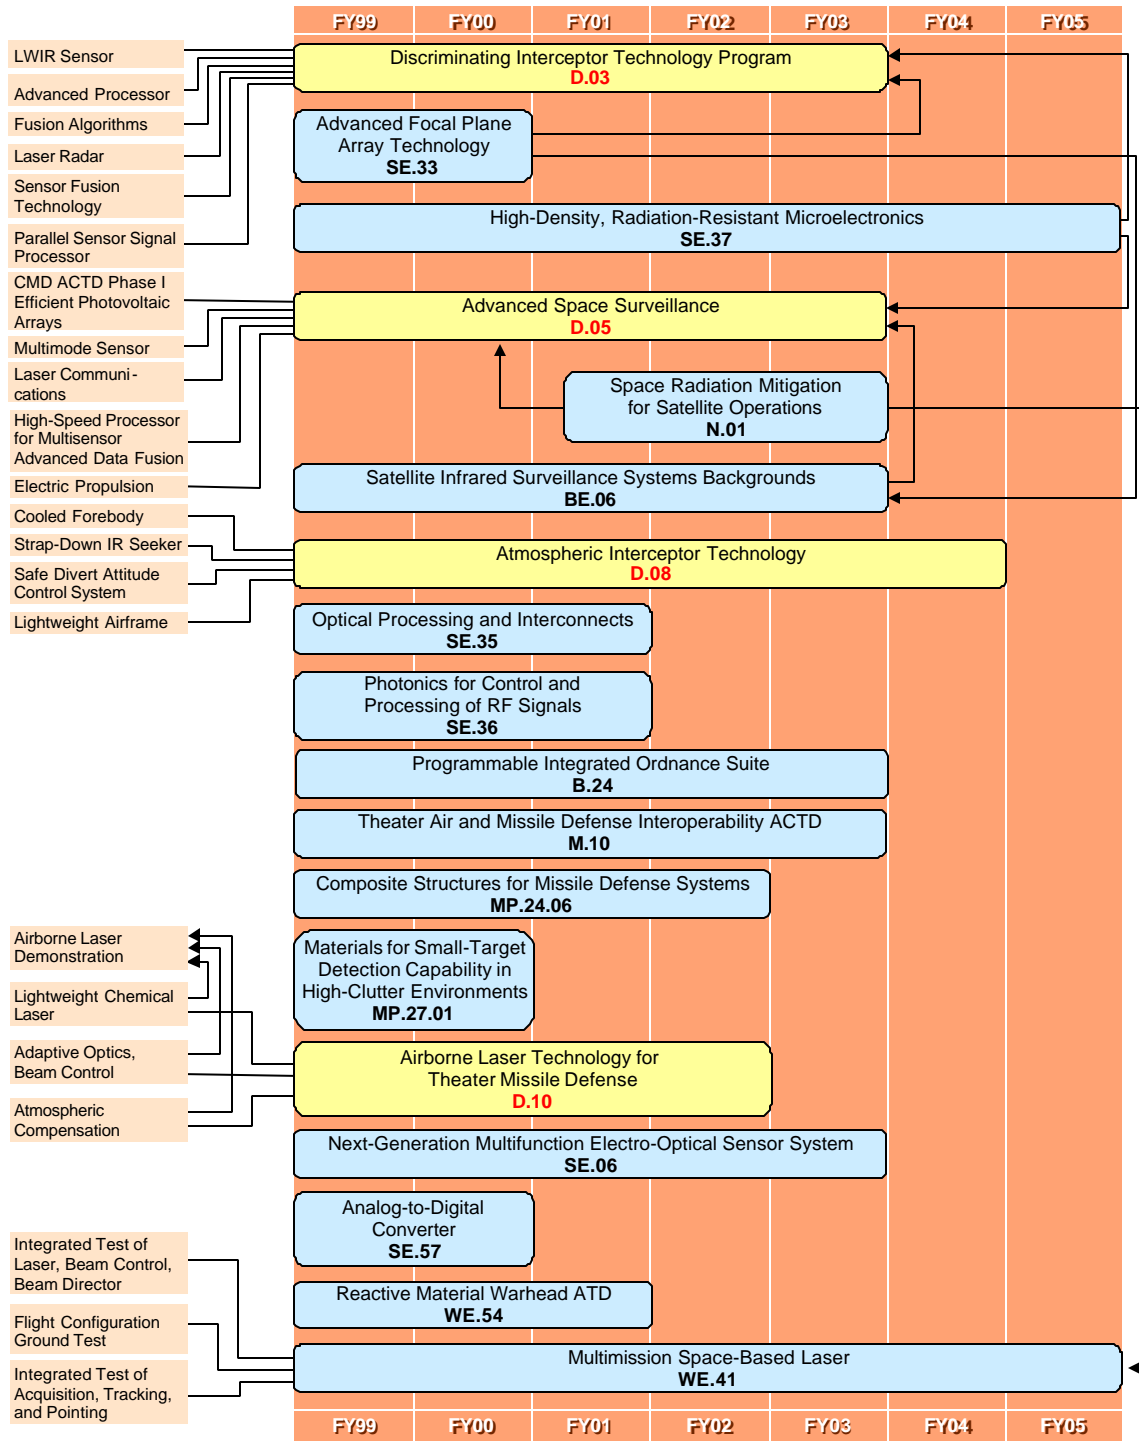 FY99 FY00 FY01 FY02 FY03 FY04 FY05
LWIR Sensor
Advanced Processor
Fusion Algorithms
Laser Radar
Sensor Fusion
Technology
Parallel Sensor Signal
Processor
CMD ACTD Phase I
Efficient Photovoltaic
Arrays
Multimode Sensor
Laser Communi-
cations
High-Speed Processor
for Multisensor
Advanced Data Fusion
Electric Propulsion
Cooled Forebody
Strap-Down IR Seeker
Safe Divert Attitude
Control System
Lightweight Airframe
Airborne Laser
Demonstration
Lightweight Chemical
Laser
Adaptive Optics,
Beam Control
Atmospheric
Compensation
Integrated Test of
Laser, Beam Control,
Beam Director
Flight Configuration
Ground Test
Integrated Test of
Acquisition, Tracking,
and Pointing
Discriminating Interceptor Technology Program
D.03
Advanced Focal Plane
Array Technology
SE.33
High-Density, Radiation-Resistant Microelectronics
SE.37
Advanced Space Surveillance
D.05
Space Radiation Mitigation
for Satellite Operations
N.01
Satellite Infrared Surveillance Systems Backgrounds
BE.06
Atmospheric Interceptor Technology
D.08
Optical Processing and Interconnects
SE.35
Photonics for Control and
Processing of RF Signals
SE.36
Programmable Integrated Ordnance Suite
B.24
Theater Air and Missile Defense Interoperability ACTD
M.10
Composite Structures for Missile Defense Systems
MP.24.06
Materials for Small-Target
Detection Capability in
High-Clutter Environments
MP.27.01
Airborne Laser Technology for
Theater Missile Defense
D.10
Next-Generation Multifunction Electro-Optical Sensor System
SE.06
Analog-to-Digital
Converter
SE.57
Reactive Material Warhead ATD
WE.54
Multimission Space-Based Laser
WE.41
FY99 FY00 FY01 FY02 FY03 FY04 FY05